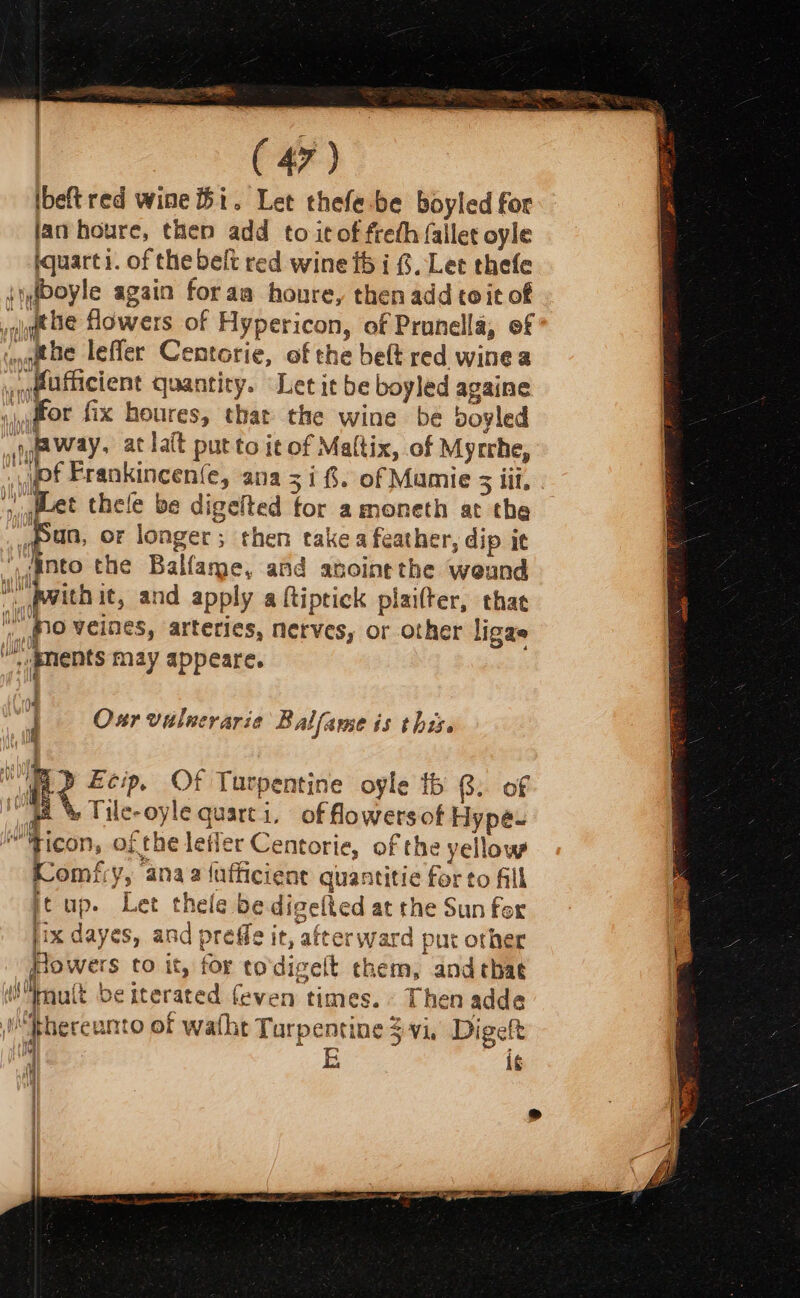 ( 47 )
best red wine ℔ i. Let these be boyled for
an houre, then add to it of fresh sallet oyle
quart i. of the best red wine ℔ i ß. Let these
boyle again for an houre, then add to it of
the flowers of Hypericon, of Prunella, of
the lesser Centorie, of the best red wine a
sufficient quantity. Let it be boyled againe
for six houres, that the wine be boyled
away. at last put to it of Mastix, of Myrrhe,
of Frankincense, ana ʒ i ß. of Mumie ʒ iii.
Let these be digested for a moneth at the
Sun, or longer; then take a feather, dip it
into the Balsame, and anoint the wound
with it, and apply a stiptick plaister, that
no veines, arteries, nerves, or other liga-
ments may appeare.
Our vulnerarie Balsame is this.
Recip. Of Turpentine oyle ℔ ß. of
Tile-oyle quart i. of flowers of Hype-
ricon, of the lesser Centorie, of the yellow
Comfry, ana a sufficient quantitie for to fill
it up. Let these be digested at the Sun for
six dayes, and presse it, afterward put other
flowers to it, for to digest them, and that
must be iterated seven times. Then adde
thereunto of washt Turpentine ℥ vi. Digest
E it